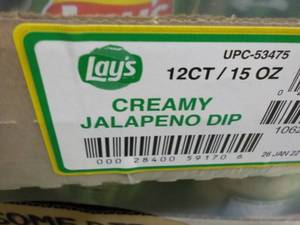 Lay's
UPC-53475
12CT / 15 OZ
CREAMY
JALAPENO DIP
000 28400 59170 6
26 JAN 22